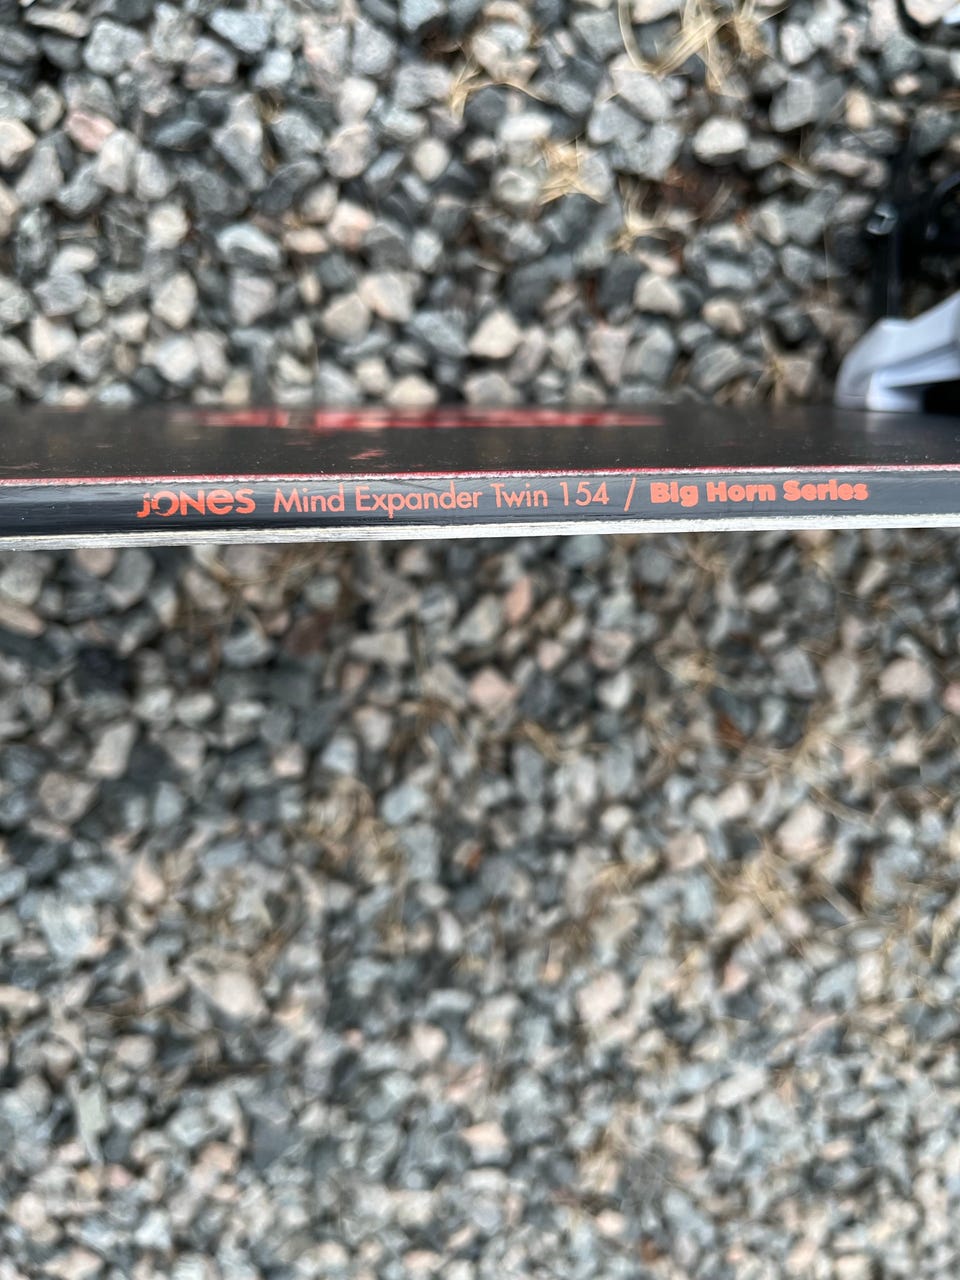 JONES Mind Expander Twin 154 / Big Horn Series